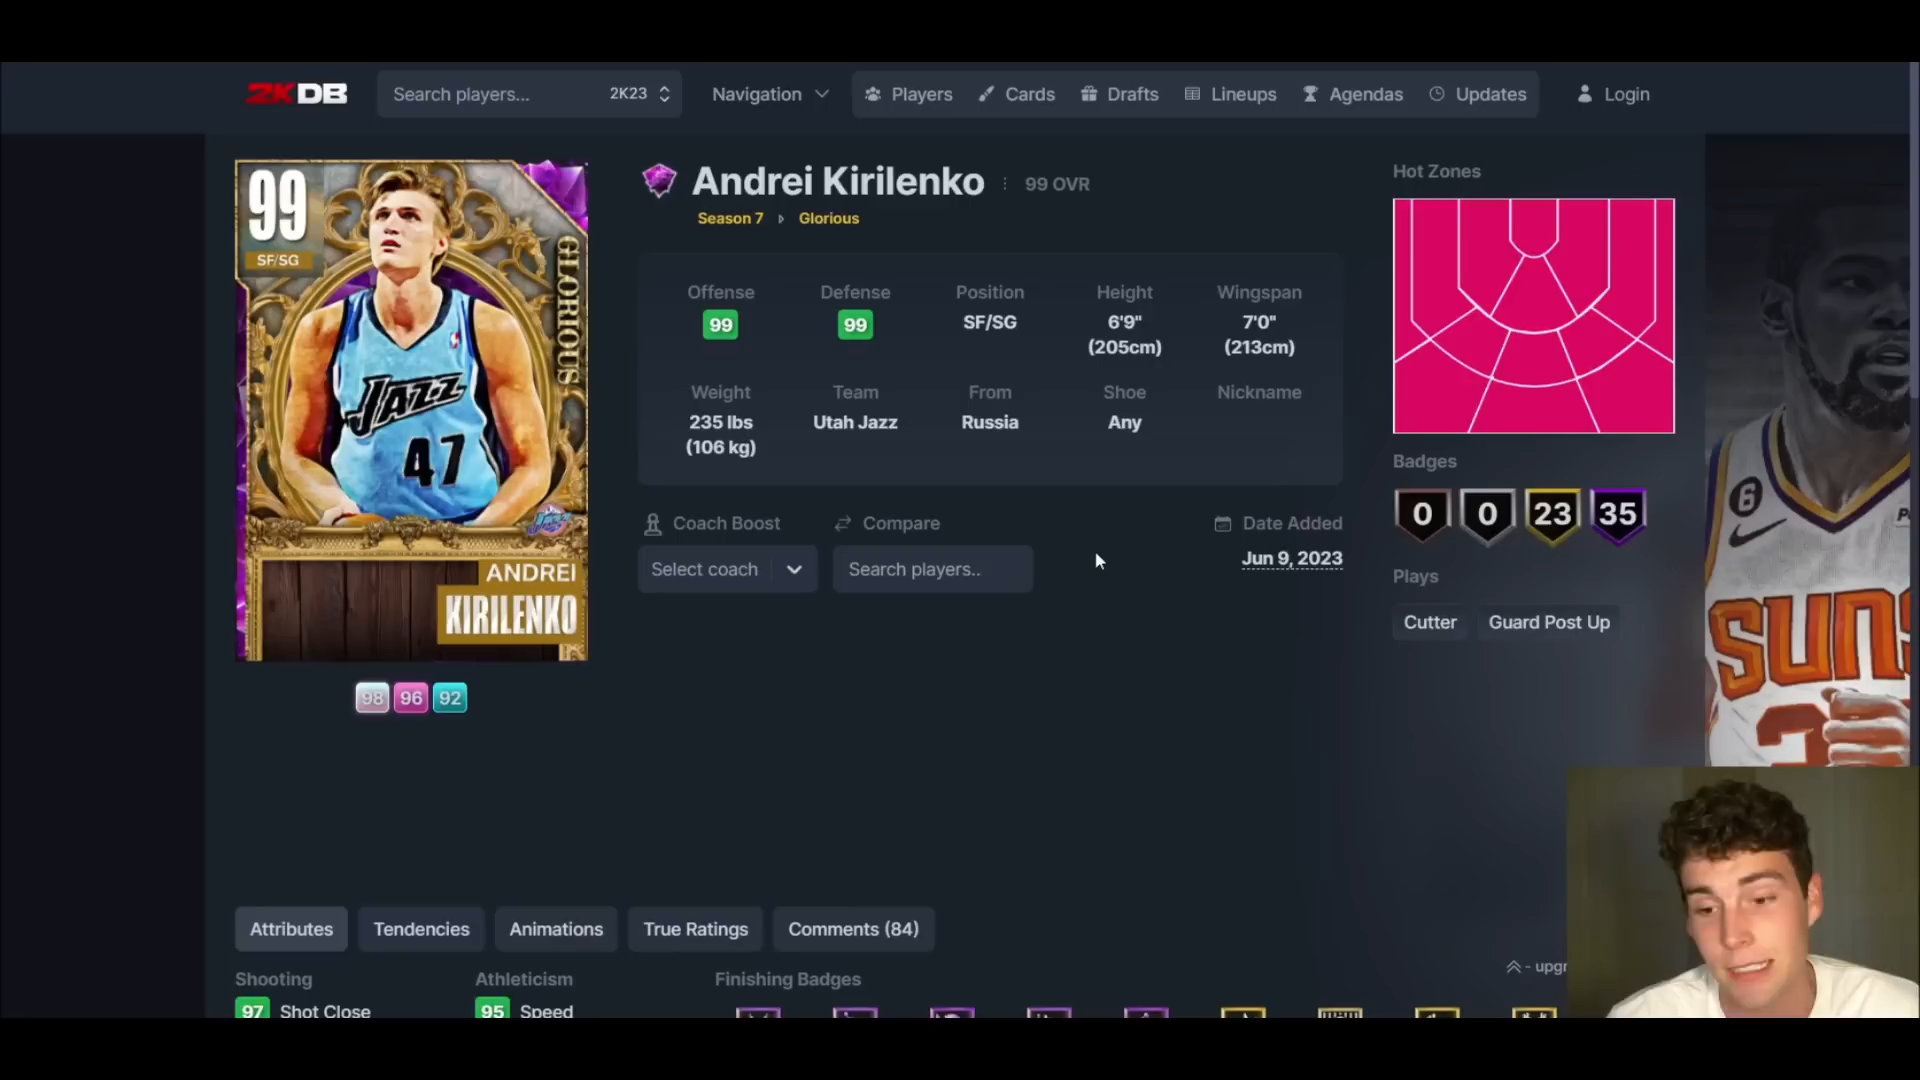 2KDB
Search players...
2K23
Navigation
Players
Cards
Drafts
Lineups
Agendas
Updates
Login
99
SF/SG
GLORIOUS
JAZZ
47
JAZZ
ANDREI
KIRILENKO
98 96 92
Andrei Kirilenko
99 OVR
Season 7
Glorious
Offense
99
Defense
99
Position
SF/SG
Height
6'9"
(205cm)
Wingspan
7'0"
(213cm)
Weight
235 lbs
(106 kg)
Team
Utah Jazz
From
Russia
Shoe
Any
Nickname
Coach Boost
Select coach
Compare
Search players..
Date Added
Jun 9, 2023
Hot Zones
Badges
0 0 23 35
Plays
Cutter
Guard Post Up
6
SUNS
3
Attributes
Tendencies
Animations
True Ratings
Comments (84)
Shooting
97 Shot Close
Athleticism
95 Speed
Finishing Badges
- upgr